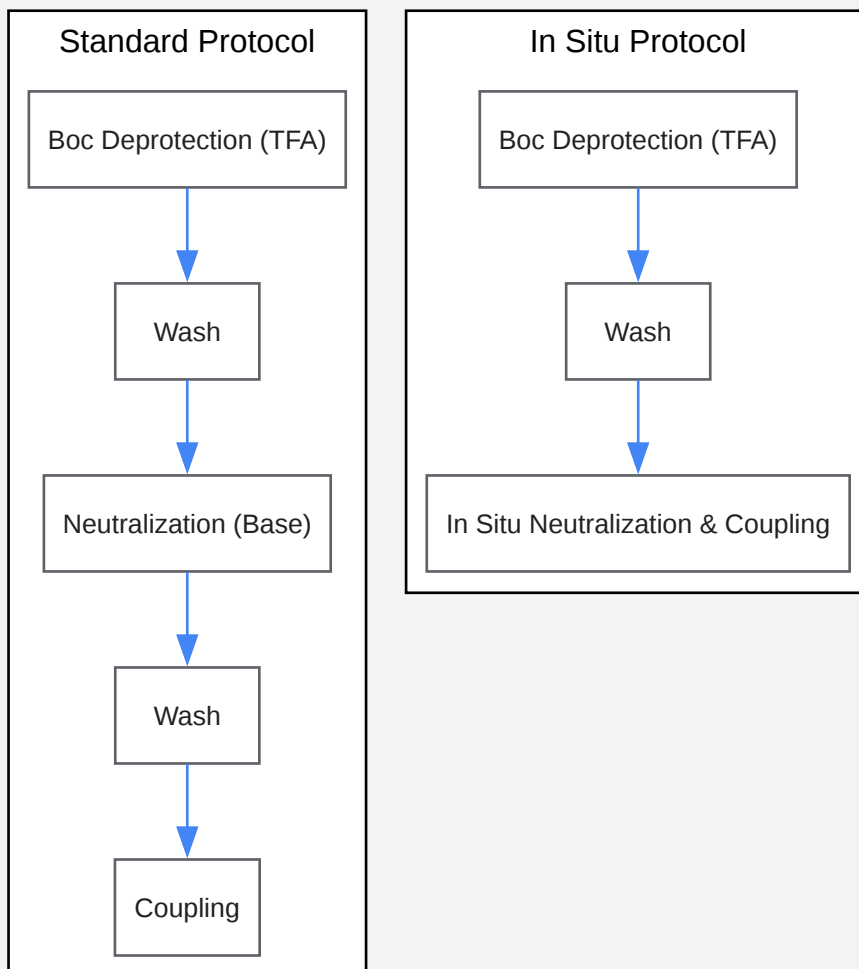 Standard Protocol
Boc Deprotection (TFA)
Wash
Neutralization (Base)
Wash
Coupling
In Situ Protocol
Boc Deprotection (TFA)
Wash
In Situ Neutralization & Coupling